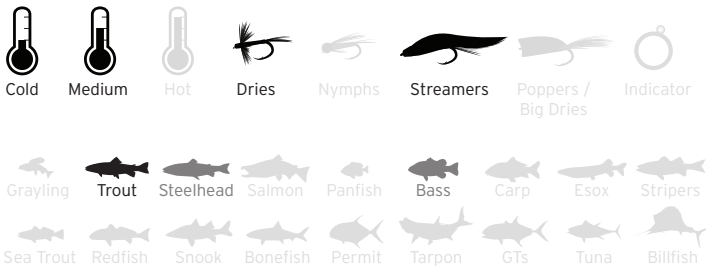 Cold Medium Hot Dries Nymphs Streamers Poppers / Indicator
Big Dries
Grayling Trout Steelhead Salmon Panfish Bass Carp Esox Stripers
Sea Trout Redfish Snook Bonefish Permit Tarpon GTs Tuna Billfish